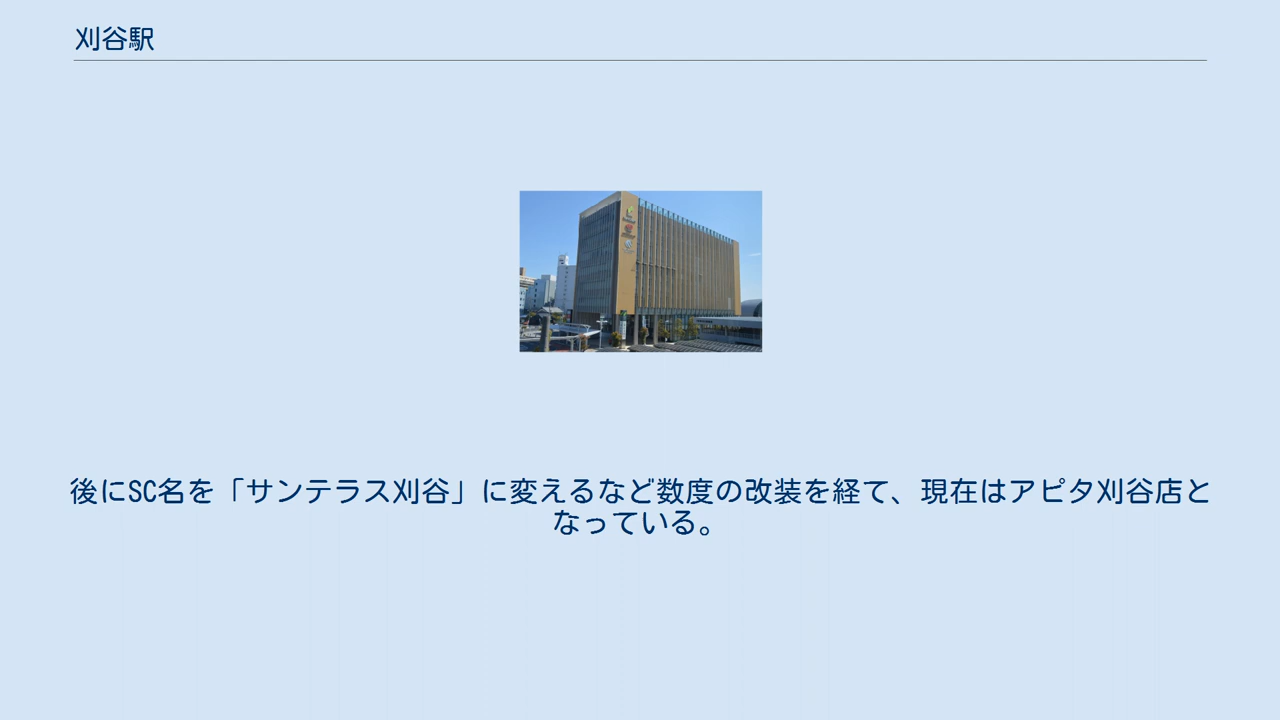 刈谷駅
後にSC名を「サンテラス刈谷」に変えるなど数度の改装を経て、現在はアピタ刈谷店と
なっている。